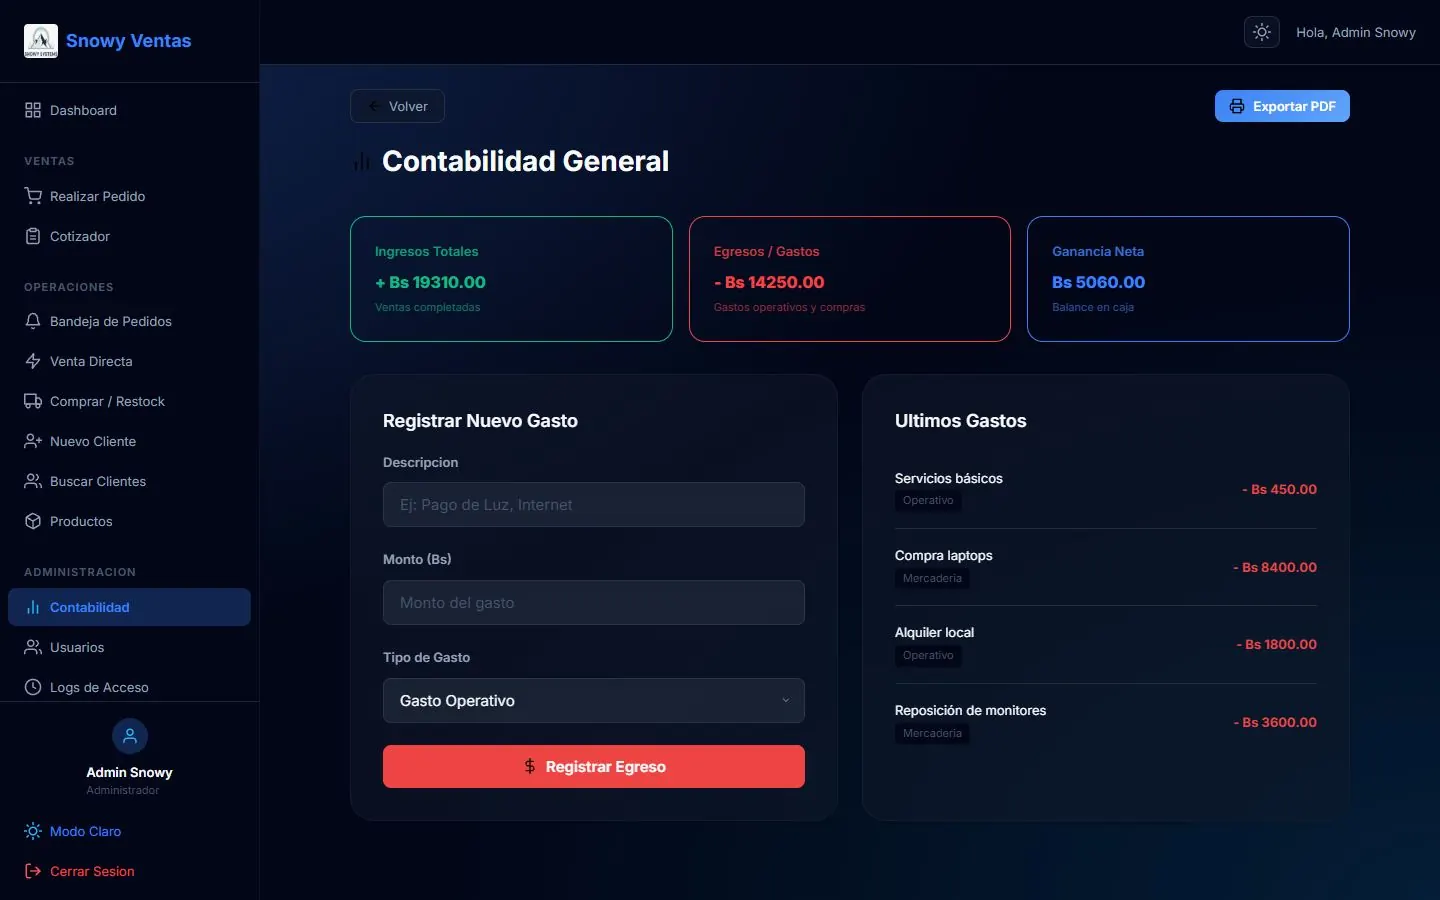 SNOWY SYSTEMS
Snowy Ventas
Dashboard
VENTAS
Realizar Pedido
Cotizador
OPERACIONES
Bandeja de Pedidos
Venta Directa
Comprar / Restock
Nuevo Cliente
Buscar Clientes
Productos
ADMINISTRACION
Contabilidad
Usuarios
Logs de Acceso
Admin Snowy
Administrador
Modo Claro
Cerrar Sesion
Hola, Admin Snowy
Volver
Exportar PDF
Contabilidad General
Ingresos Totales
+ Bs 19310.00
Ventas completadas
Egresos / Gastos
- Bs 14250.00
Gastos operativos y compras
Ganancia Neta
Bs 5060.00
Balance en caja
Registrar Nuevo Gasto
Descripcion
Ej: Pago de Luz, Internet
Monto (Bs)
Monto del gasto
Tipo de Gasto
Gasto Operativo
$ Registrar Egreso
Ultimos Gastos
Servicios básicos
Operativo
- Bs 450.00
Compra laptops
Mercaderia
- Bs 8400.00
Alquiler local
Operativo
- Bs 1800.00
Reposición de monitores
Mercaderia
- Bs 3600.00